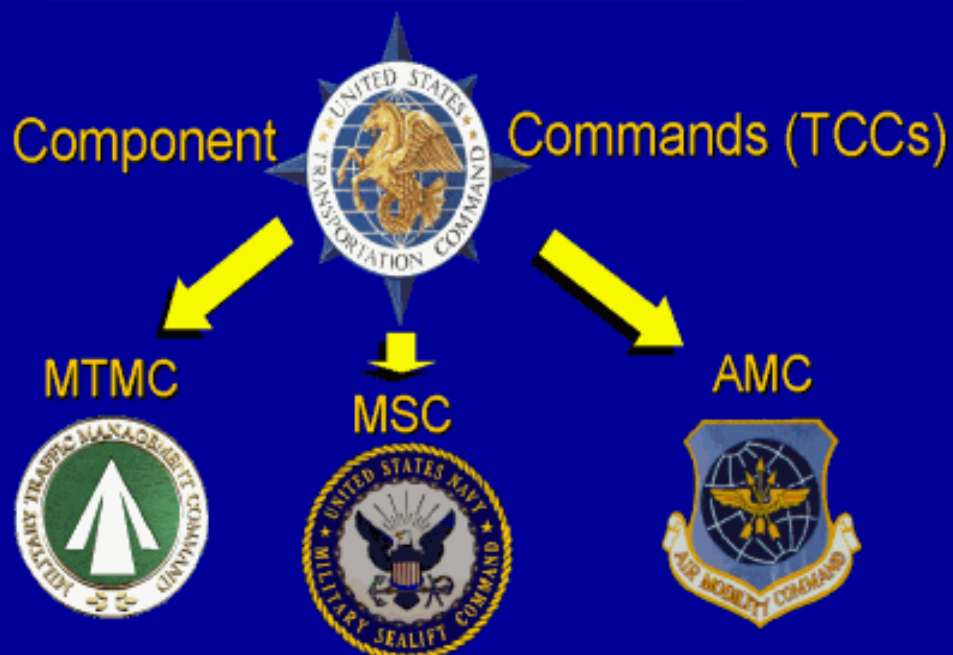 Component
Commands (TCCs)
UNITED STATES
TRANSPORTATION COMMAND
MTMC
MSC
AMC
MILITARY TRAFFIC MANAGEMENT COMMAND
UNITED STATES NAVY
MILITARY SEALIFT COMMAND
AIR MOBILITY COMMAND